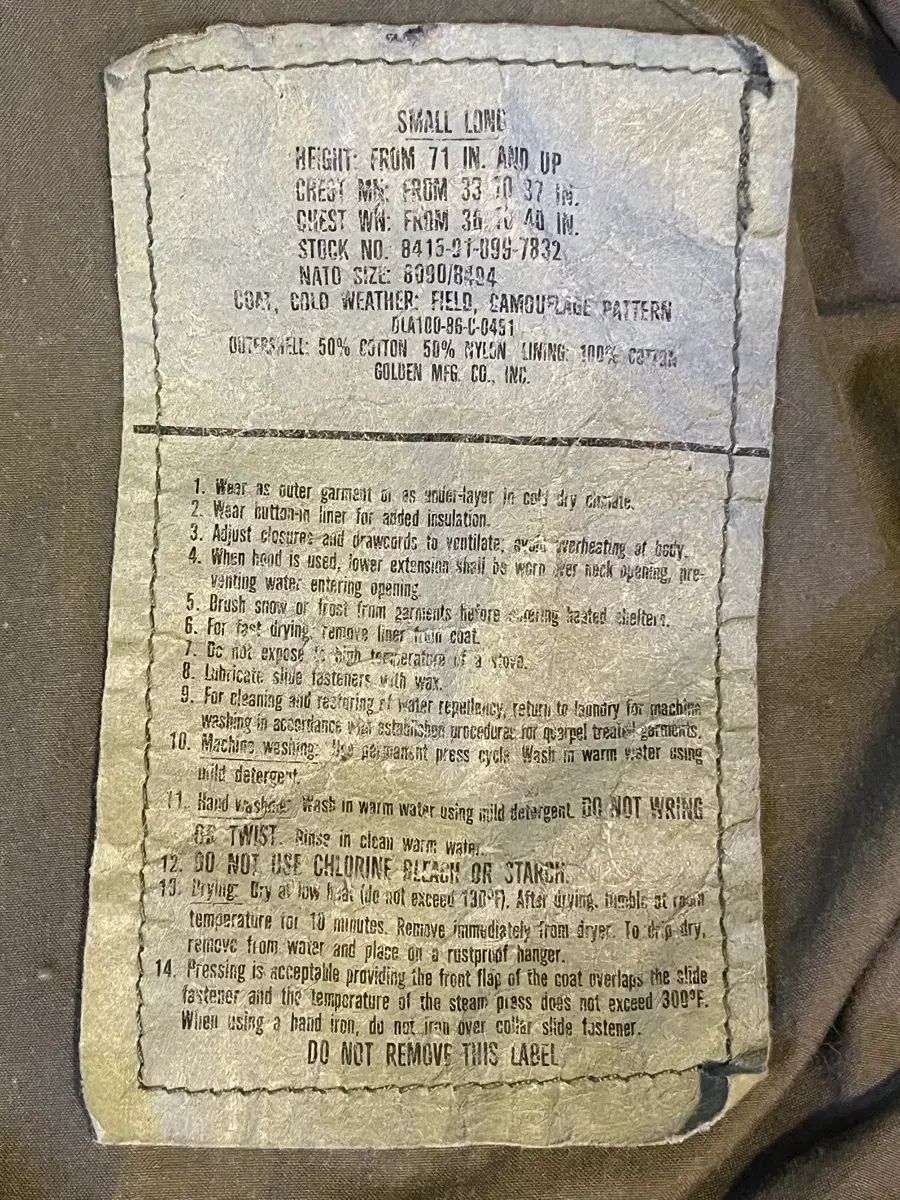 SMALL LONG
HEIGHT: FROM 71 IN. AND UP
CHEST MN: FROM 33 TO 37 IN.
CHEST WN: FROM 36 TO 40 IN.
STOCK NO. 8415-01-099-7832
NATO SIZE: 8090/8494
COAT, COLD WEATHER: FIELD, CAMOUFLAGE PATTERN
DLA100-86-C-0451
OUTERSHELL: 50% COTTON 50% NYLON LINING: 100% COTTON
GOLDEN MFG. CO., INC.
1. Wear as outer garment or as under-layer in cold dry climate.
2. Wear button-in liner for added insulation.
3. Adjust closures and drawcords to ventilate, avoid overheating of body.
4. When hood is used, lower extension shall be worn over neck opening, pre-
venting water entering opening.
5. Brush snow or frost from garments before entering heated shelters.
6. For fast drying, remove liner from coat.
7. Do not expose to high temperature of a stove.
8. Lubricate slide fasteners with wax.
9. For cleaning and restoring of water repellency, return to laundry for machine
washing in accordance with established procedures for quarpel treated garments.
10. Machine washing: Use permanent press cycle. Wash in warm water using
mild detergent.
11. Hand washing: Wash in warm water using mild detergent. DO NOT WRING
OR TWIST. Rinse in clean warm water.
12. DO NOT USE CHLORINE BLEACH OR STARCH.
13. Drying: Dry at low heat (do not exceed 130°F). After drying, tumble at room
temperature for 10 minutes. Remove immediately from dryer. To drip dry,
remove from water and place on a rustproof hanger.
14. Pressing is acceptable providing the front flap of the coat overlaps the slide
fastener and the temperature of the steam press does not exceed 300°F.
When using a hand iron, do not iron over collar slide fastener.
DO NOT REMOVE THIS LABEL